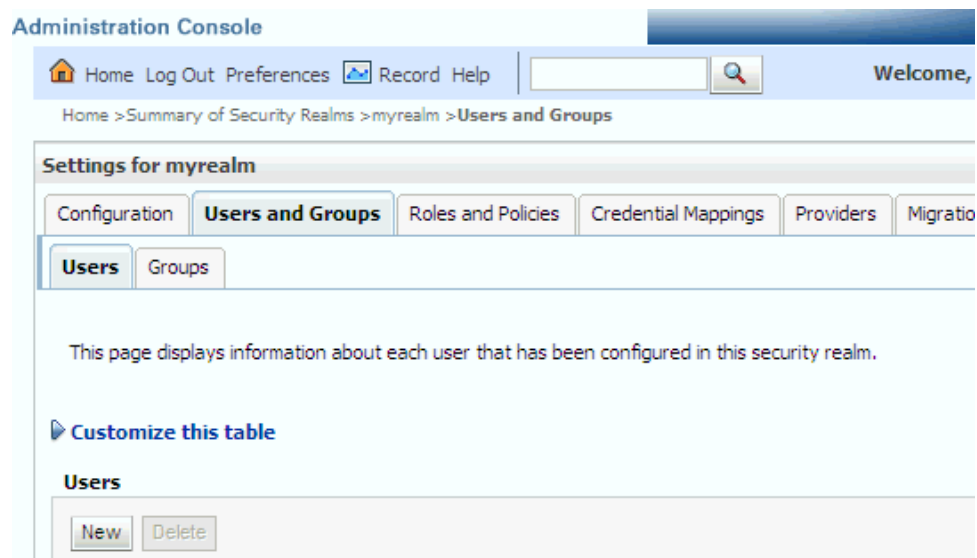 Administration Console
Home Log Out Preferences Record Help
Welcome,
Home >Summary of Security Realms >myrealm >Users and Groups
Settings for myrealm
Configuration Users and Groups Roles and Policies Credential Mappings Providers Migratio
Users Groups
This page displays information about each user that has been configured in this security realm.
Customize this table
Users
New Delete